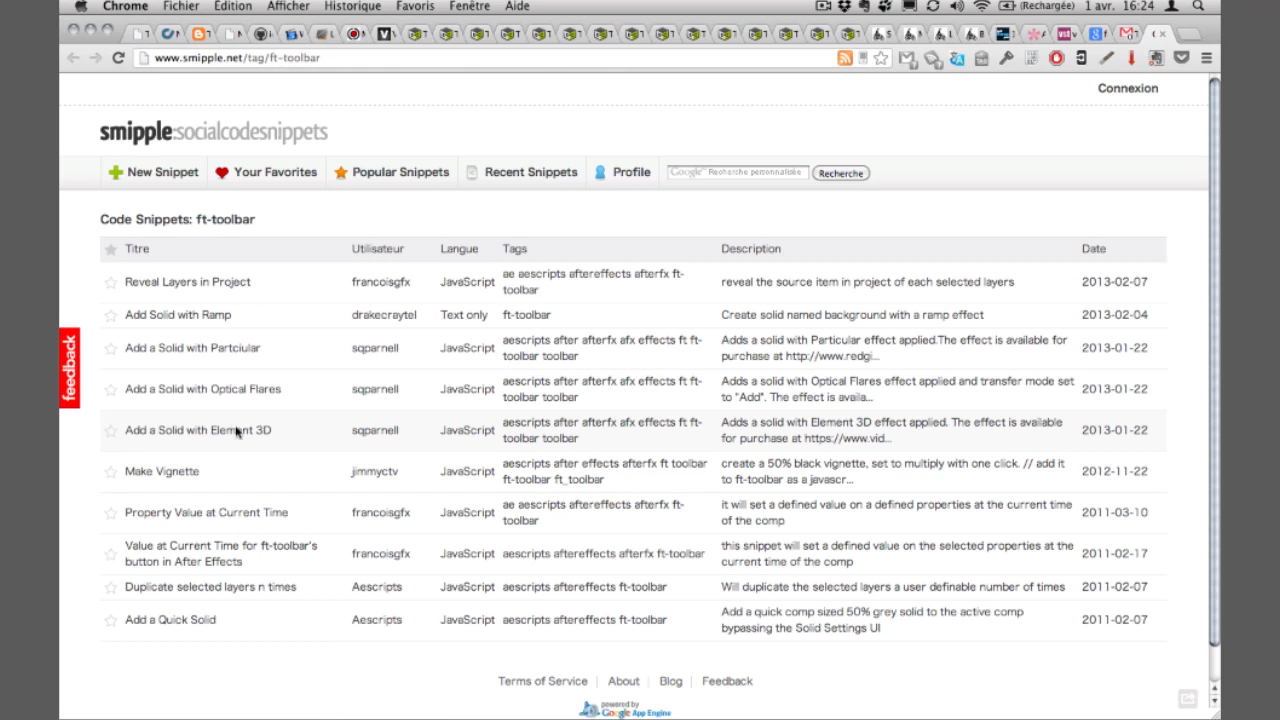 Chrome Fichier Édition Afficher Historique Favoris Fenêtre Aide (Rechargée) 1 avr. 16:24
www.smipple.net/tag/ft-toolbar
Connexion
smipple:socialcodesnippets
New Snippet Your Favorites Popular Snippets Recent Snippets Profile Google™ Recherche personnalisée Recherche
Code Snippets: ft-toolbar
Titre Utilisateur Langue Tags Description Date
Reveal Layers in Project francoisgfx JavaScript ae aescripts aftereffects afterfx ft-
toolbar reveal the source item in project of each selected layers 2013-02-07
Add Solid with Ramp drakecraytel Text only ft-toolbar Create solid named background with a ramp effect 2013-02-04
Add a Solid with Partciular sqparnell JavaScript aescripts after afterfx afx effects ft ft-
toolbar toolbar Adds a solid with Particular effect applied.The effect is available for
purchase at http://www.redgi... 2013-01-22
feedback
Add a Solid with Optical Flares sqparnell JavaScript aescripts after afterfx afx effects ft ft-
toolbar toolbar Adds a solid with Optical Flares effect applied and transfer mode set
to "Add". The effect is availa... 2013-01-22
Add a Solid with Element 3D sqparnell JavaScript aescripts after afterfx afx effects ft ft-
toolbar toolbar Adds a solid with Element 3D effect applied. The effect is available
for purchase at https://www.vid... 2013-01-22
Make Vignette jimmyctv JavaScript aescripts after effects afterfx ft toolbar
ft-toolbar ft_toolbar create a 50% black vignette, set to multiply with one click. // add it
to ft-toolbar as a javascr... 2012-11-22
Property Value at Current Time francoisgfx JavaScript ae aescripts aftereffects afterfx ft-
toolbar it will set a defined value on a defined properties at the current time
of the comp 2011-03-10
Value at Current Time for ft-toolbar's
button in After Effects francoisgfx JavaScript aescripts aftereffects afterfx ft-toolbar this snippet will set a defined value on the selected properties at the
current time of the comp 2011-02-17
Duplicate selected layers n times Aescripts JavaScript aescripts aftereffects ft-toolbar Will duplicate the selected layers a user definable number of times 2011-02-07
Add a Quick Solid Aescripts JavaScript aescripts aftereffects ft-toolbar Add a quick comp sized 50% grey solid to the active comp
bypassing the Solid Settings UI 2011-02-07
Terms of Service About Blog Feedback
powered by
Google App Engine